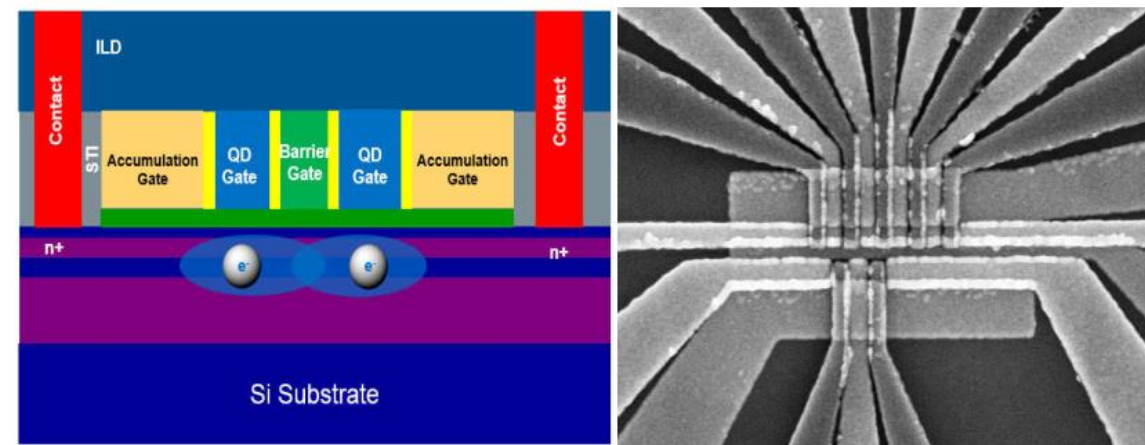 ILD
Contact
Contact
STI
Accumulation
Gate
QD
Gate
Barrier
Gate
QD
Gate
Accumulation
Gate
n+
n+
e-
e-
Si Substrate